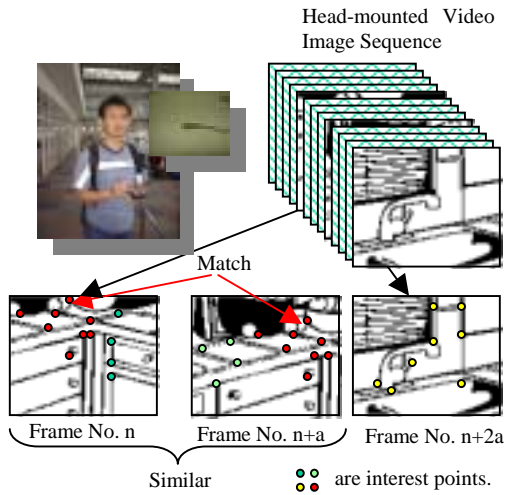 Head-mounted Video
Image Sequence
Match
Frame No. n
Frame No. n+a
Frame No. n+2a
Similar
are interest points.